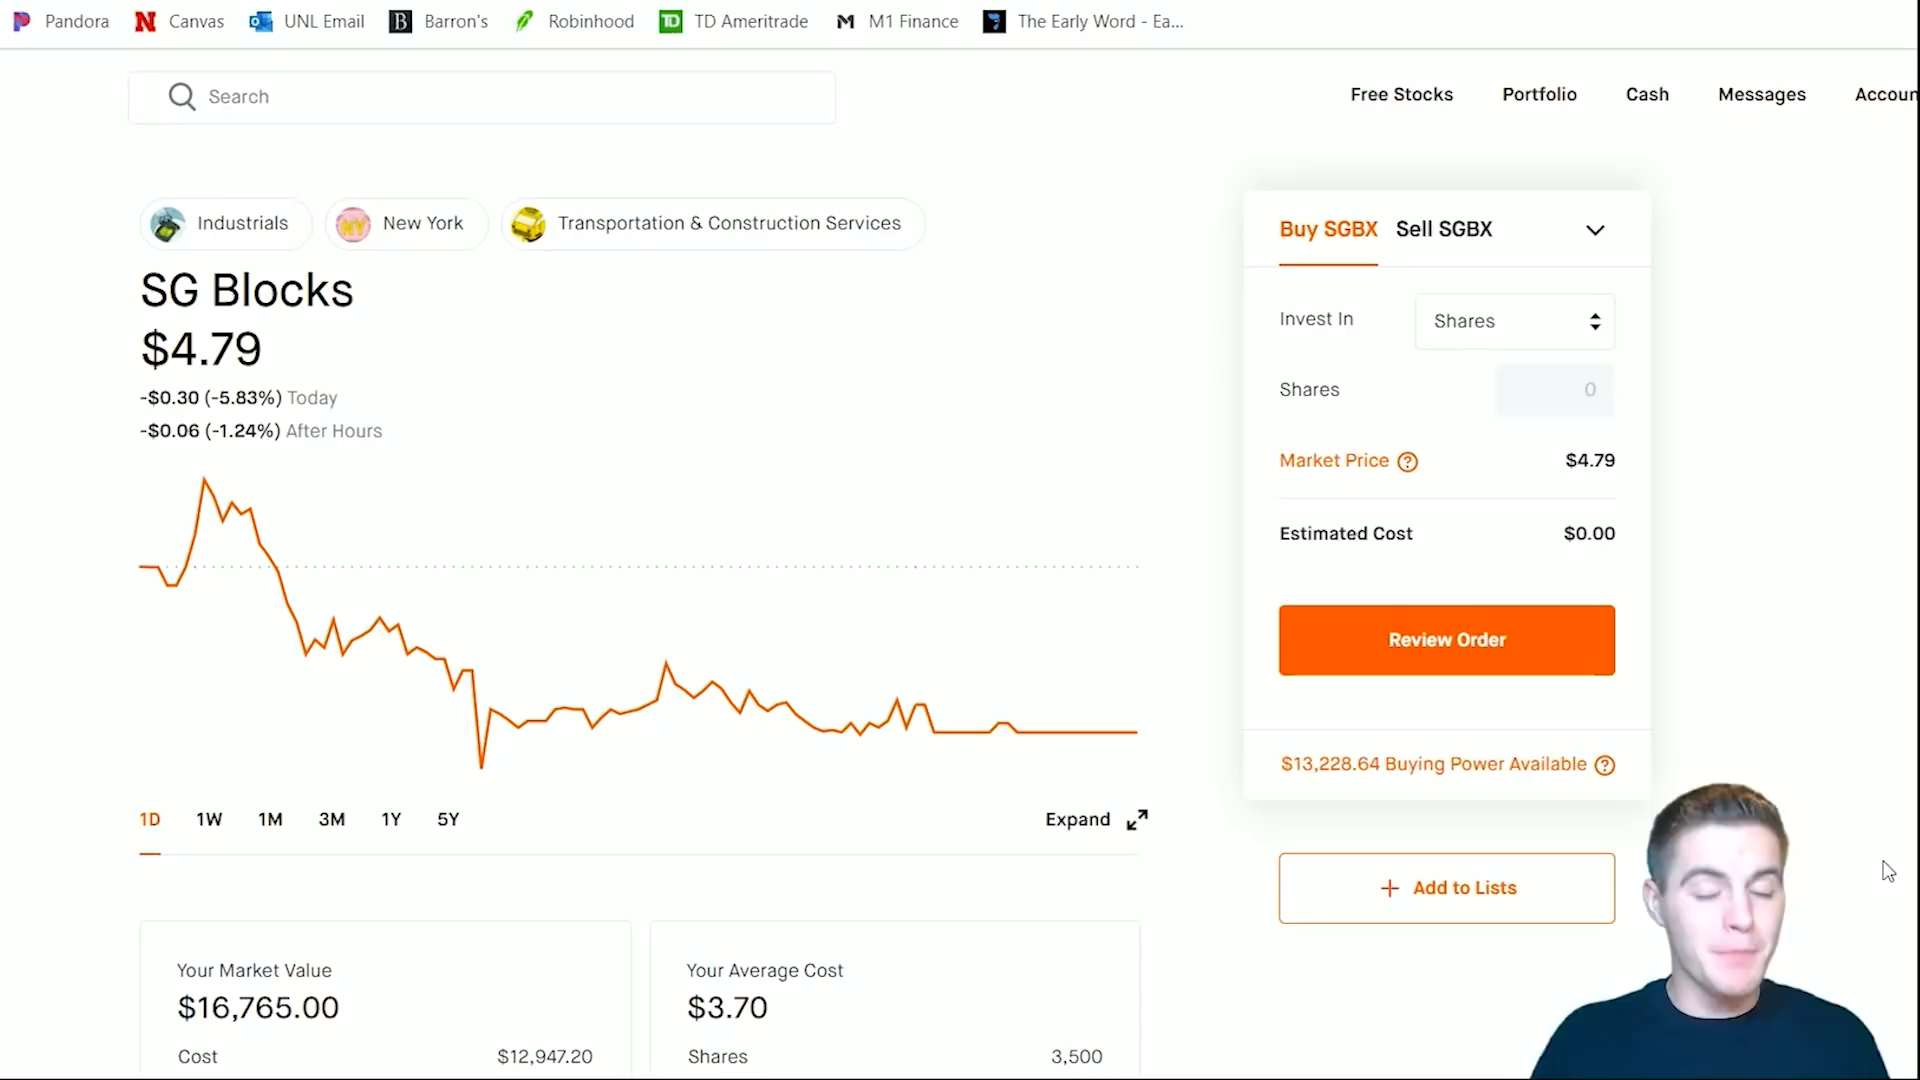 Pandora
Canvas
UNL Email
B
Barron's
Robinhood
TD
TD Ameritrade
M1 Finance
The Early Word - Ea...
Search
Free Stocks
Portfolio
Cash
Messages
Accoun
Industrials
NY
New York
Transportation & Construction Services
SG Blocks
$4.79
-$0.30 (-5.83%) Today
-$0.06 (-1.24%) After Hours
1D
1W
1M
3M
1Y
5Y
Expand
Your Market Value
$16,765.00
Cost
$12,947.20
Your Average Cost
$3.70
Shares
3,500
Buy SGBX
Sell SGBX
Invest In
Shares
Shares
0
Market Price ?
$4.79
Estimated Cost
$0.00
Review Order
$13,228.64 Buying Power Available ?
+ Add to Lists